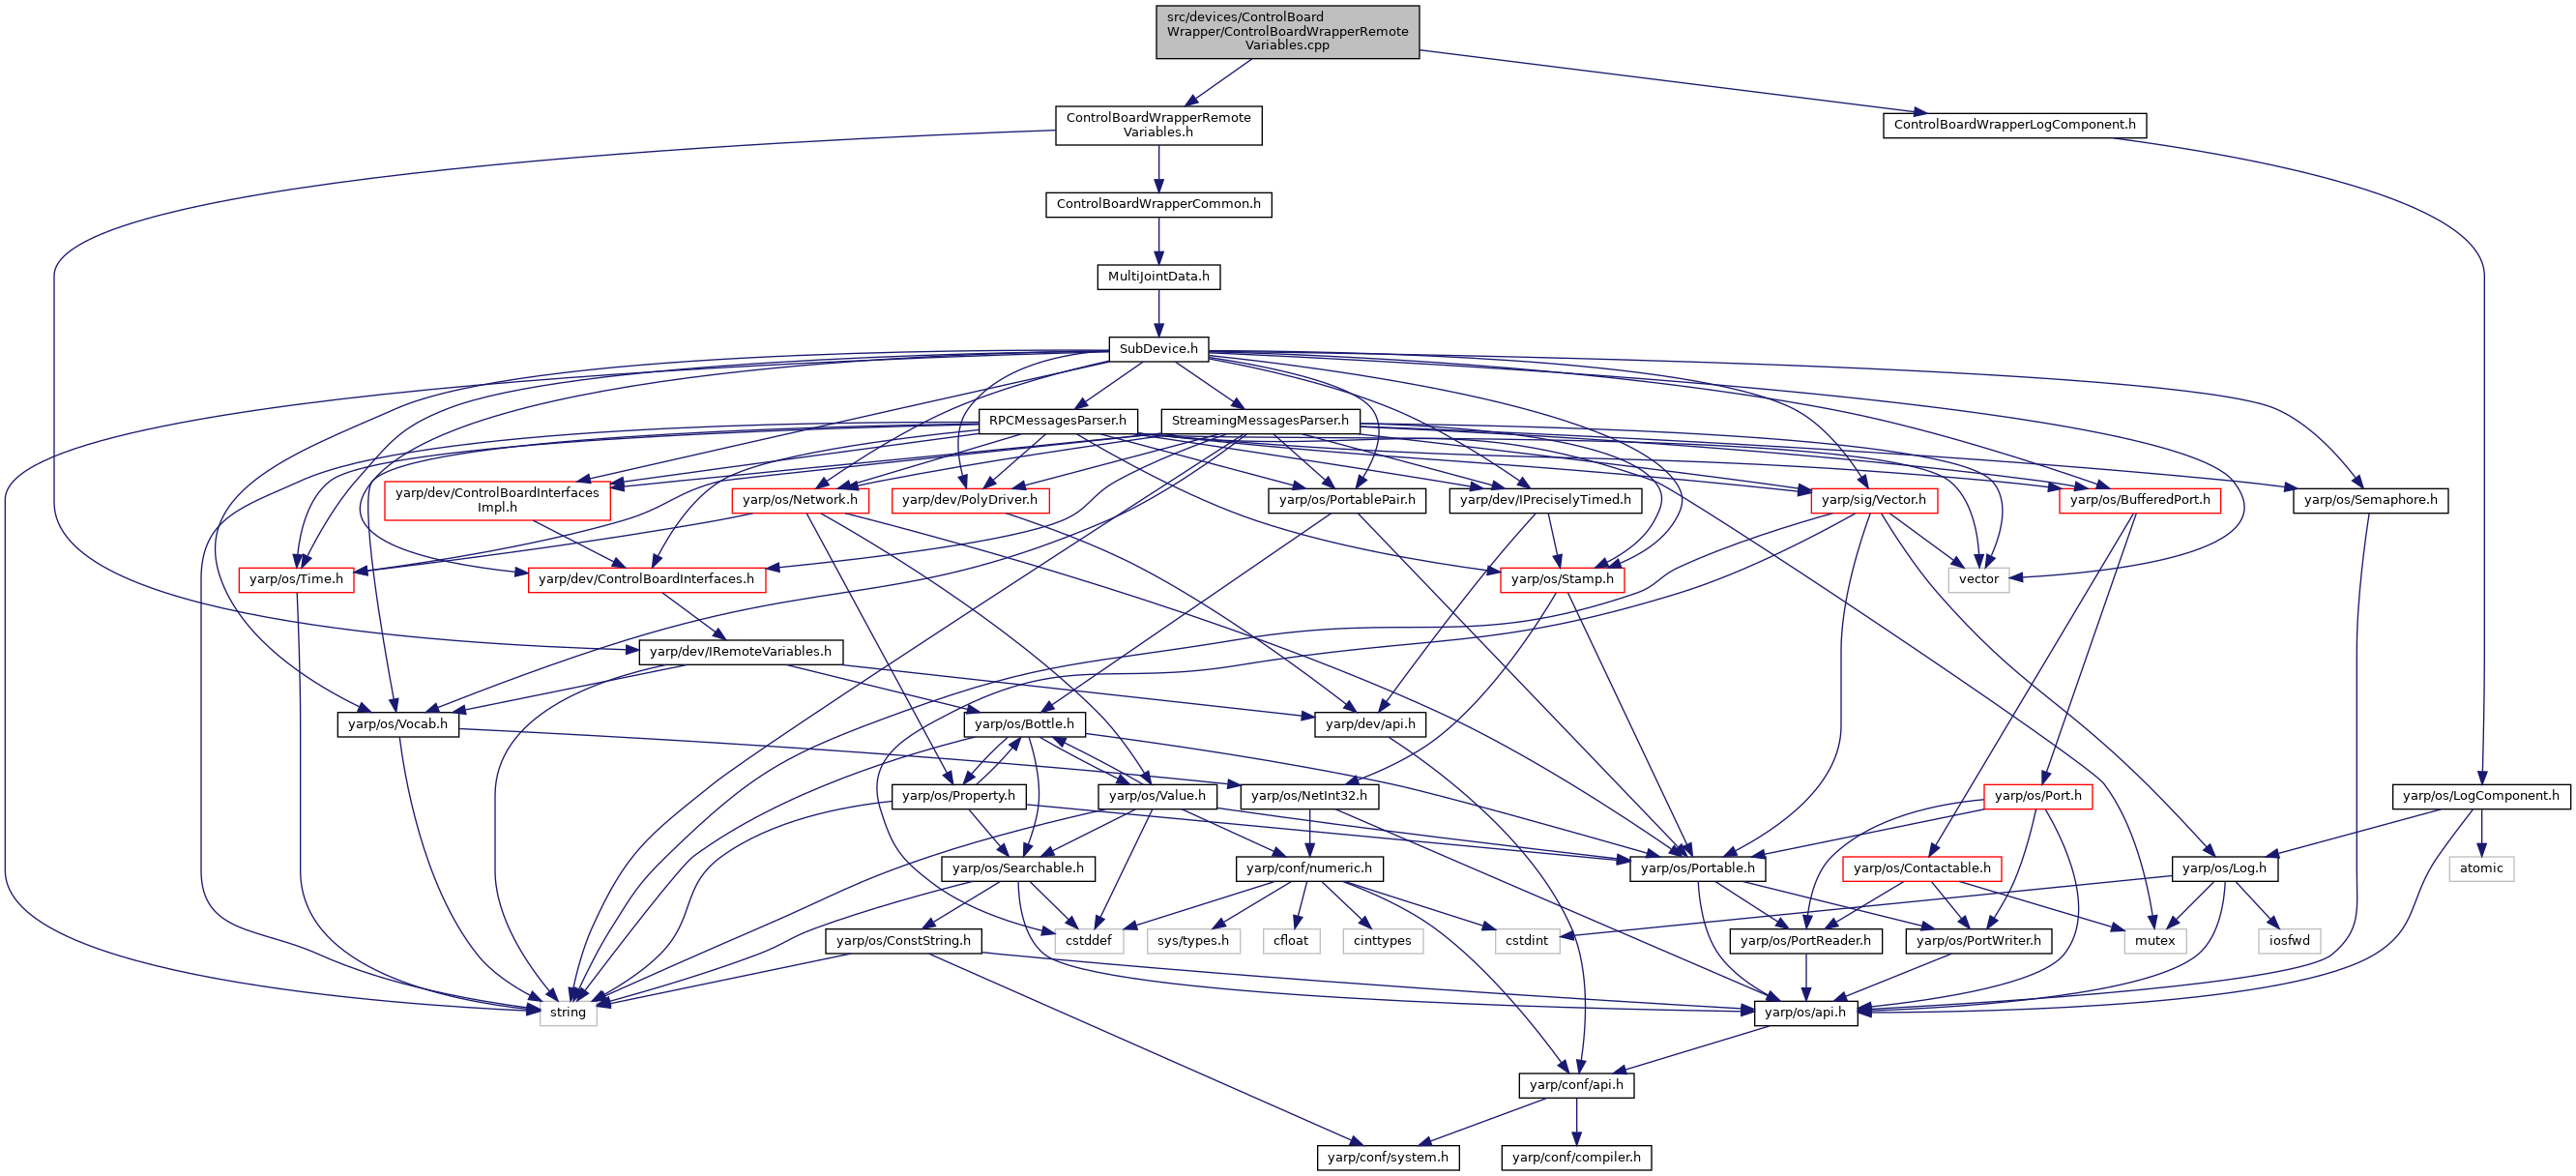 src/devices/ControlBoard
Wrapper/ControlBoardWrapperRemote
Variables.cpp
ControlBoardWrapperRemote
Variables.h
ControlBoardWrapperLogComponent.h
ControlBoardWrapperCommon.h
MultiJointData.h
SubDevice.h
RPCMessagesParser.h
StreamingMessagesParser.h
yarp/dev/ControlBoardInterfaces
Impl.h
yarp/os/Network.h
yarp/dev/PolyDriver.h
yarp/os/PortablePair.h
yarp/dev/IPreciselyTimed.h
yarp/sig/Vector.h
yarp/os/BufferedPort.h
yarp/os/Semaphore.h
yarp/os/Time.h
yarp/dev/ControlBoardInterfaces.h
yarp/os/Stamp.h
vector
yarp/dev/IRemoteVariables.h
yarp/os/Vocab.h
yarp/os/Bottle.h
yarp/dev/api.h
yarp/os/Property.h
yarp/os/Value.h
yarp/os/NetInt32.h
yarp/os/Port.h
yarp/os/LogComponent.h
yarp/os/Searchable.h
yarp/conf/numeric.h
yarp/os/Portable.h
yarp/os/Contactable.h
yarp/os/Log.h
atomic
yarp/os/ConstString.h
cstddef
sys/types.h
cfloat
cinttypes
cstdint
yarp/os/PortReader.h
yarp/os/PortWriter.h
mutex
iosfwd
string
yarp/os/api.h
yarp/conf/api.h
yarp/conf/system.h
yarp/conf/compiler.h